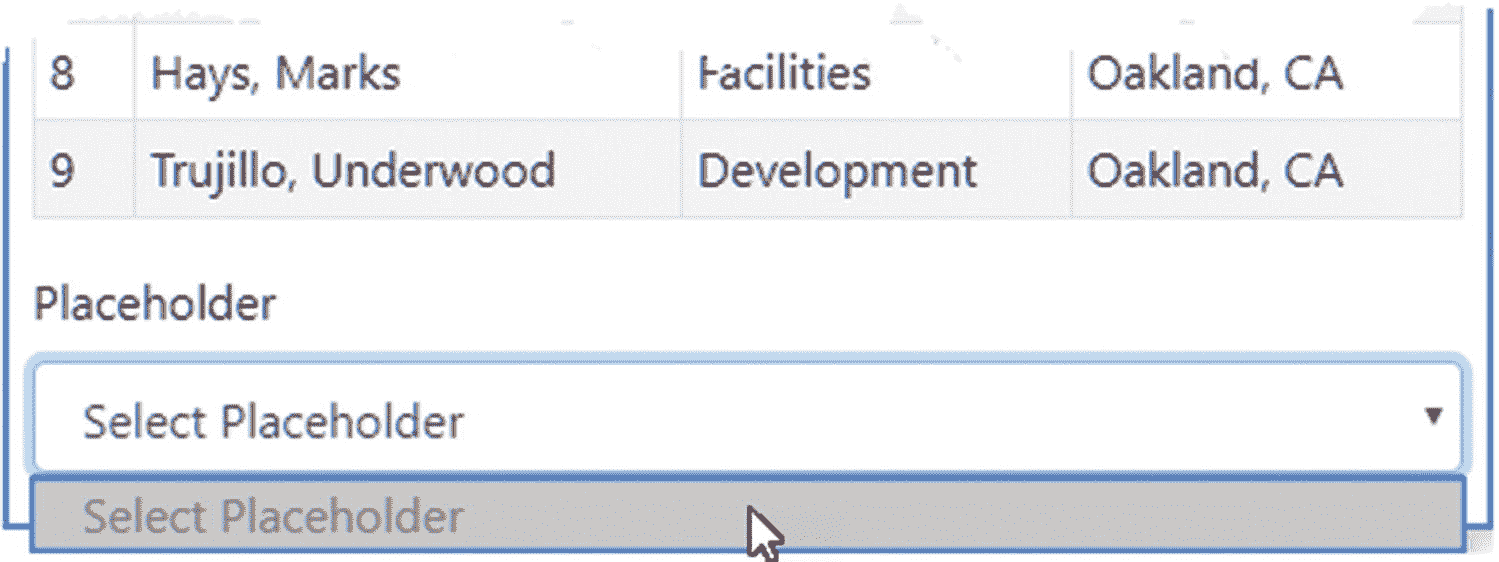 8 Hays, Marks Facilities Oakland, CA
9 Trujillo, Underwood Development Oakland, CA
Placeholder
Select Placeholder
Select Placeholder